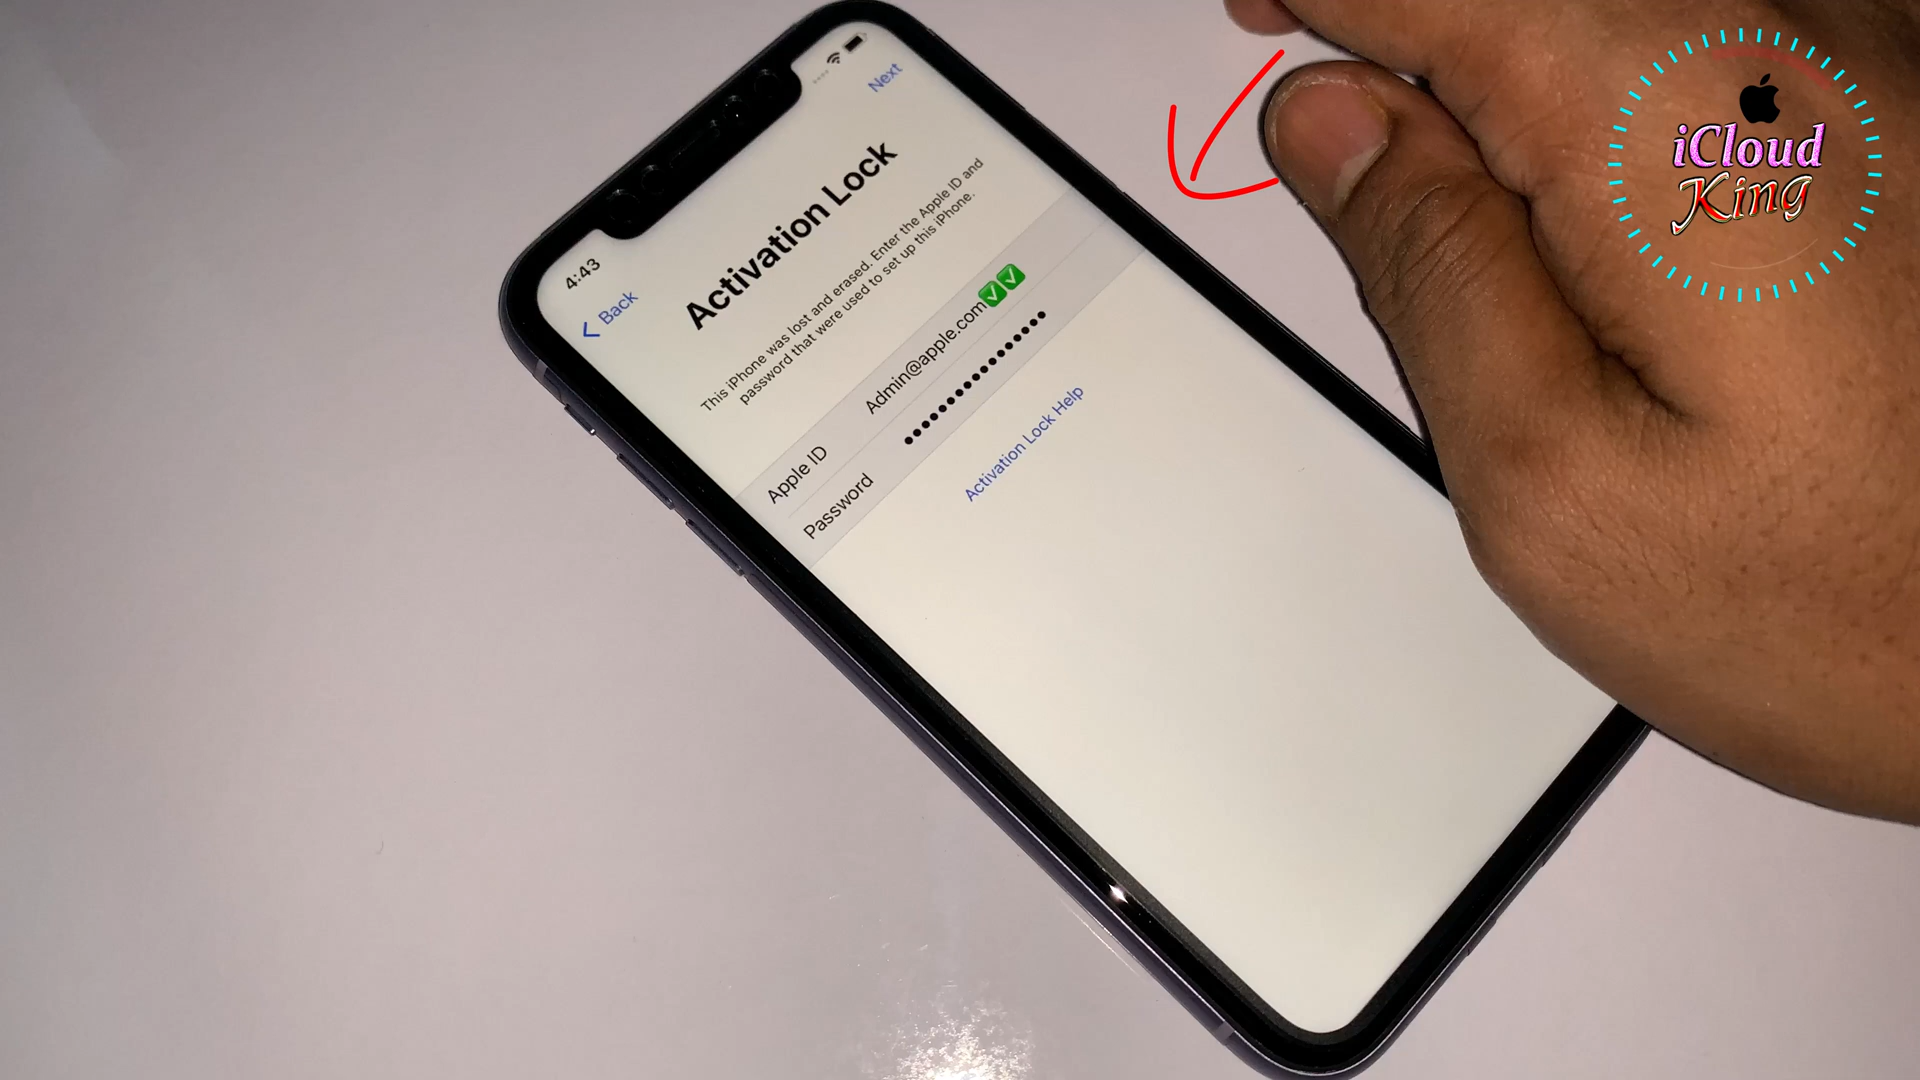 4:43
Back
Next
Activation Lock
This iPhone was lost and erased. Enter the Apple ID and
password that were used to set up this iPhone.
Apple ID Admin@apple.com✅✅
Password ●●●●●●●●●●●●●●●●
Activation Lock Help
iCloud
King